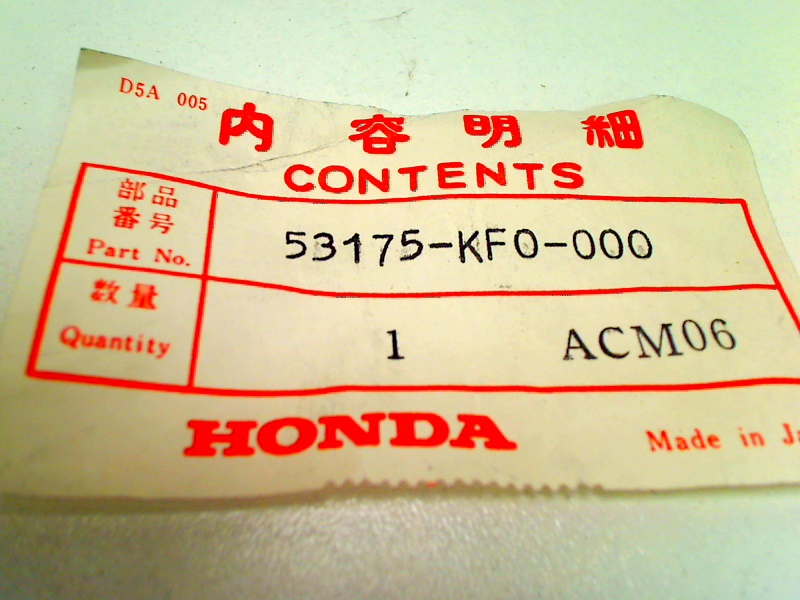 D5A 005
内容明細
CONTENTS
部品
番号
Part No.
53175-KF0-000
数量
Quantity
1 ACM06
HONDA
Made in Ja